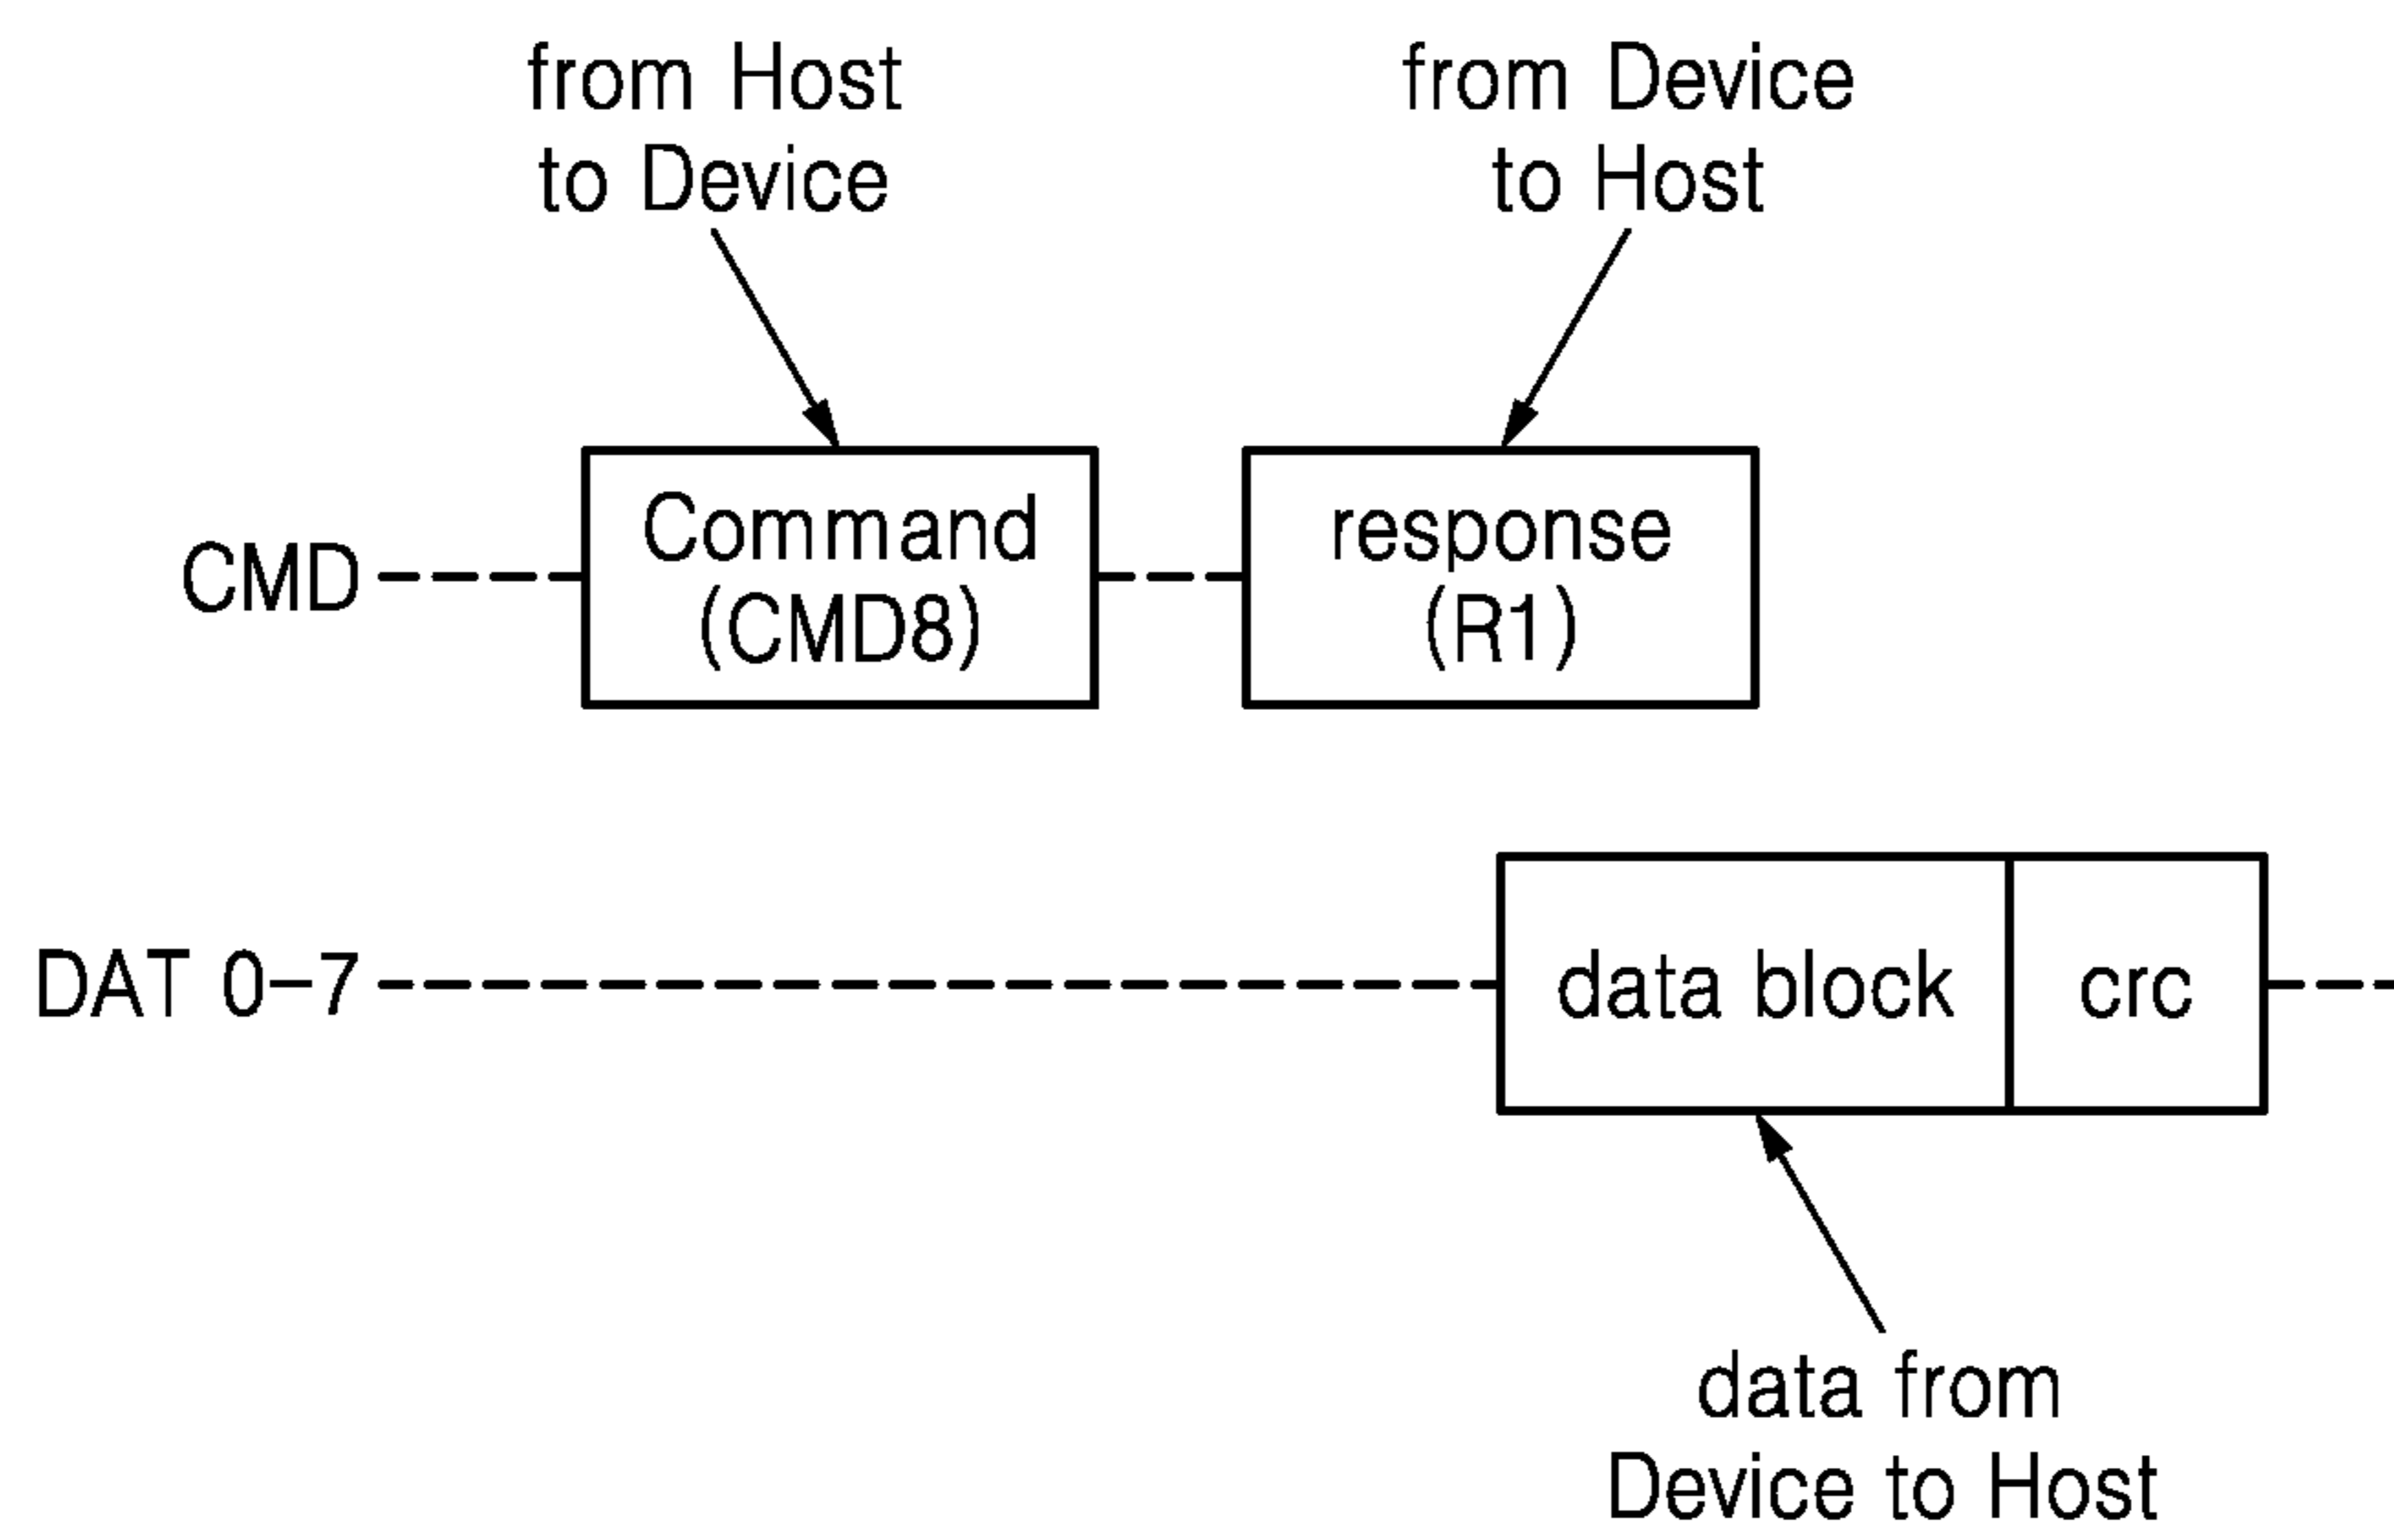 from Host
to Device
from Device
to Host
CMD
Command
(CMD8)
response
(R1)
DAT 0-7
data block
crc
data from
Device to Host